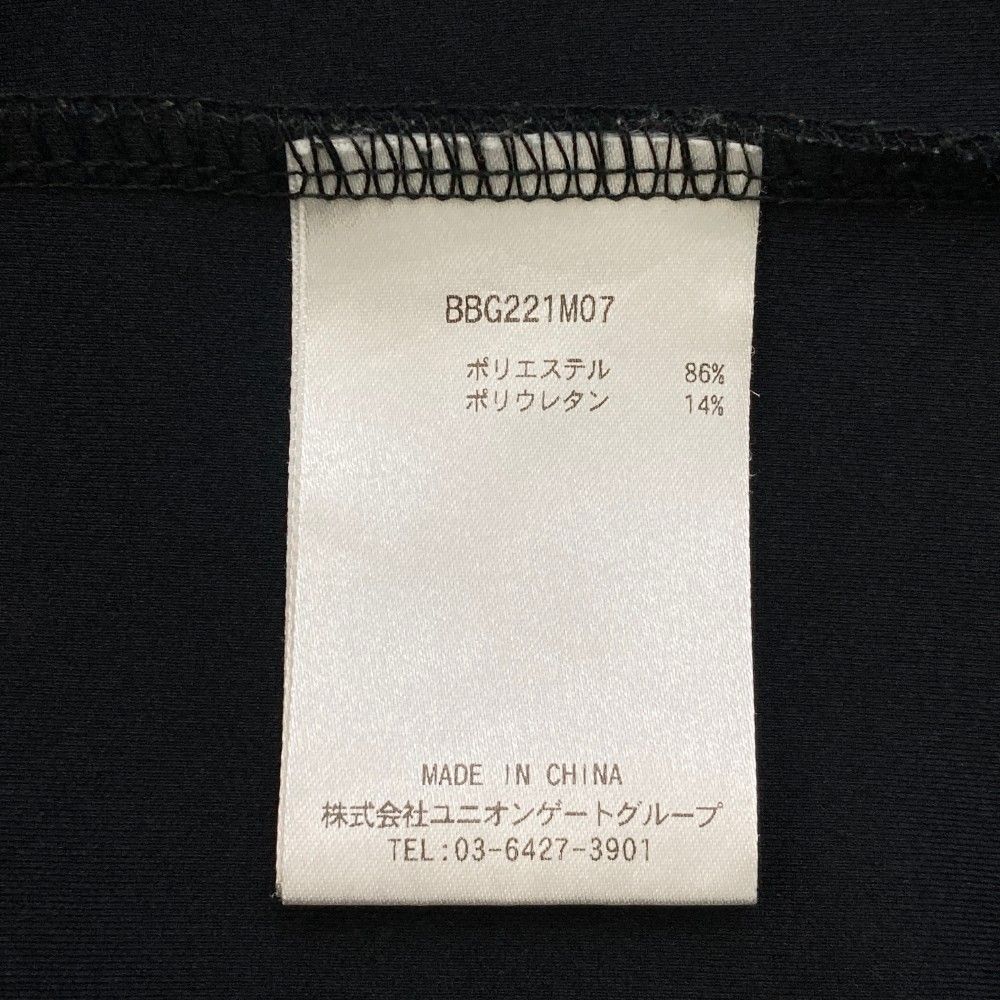 BBG221M07
ポリエステル 86%
ポリウレタン 14%
MADE IN CHINA
株式会社ユニオンゲートグループ
TEL:03-6427-3901